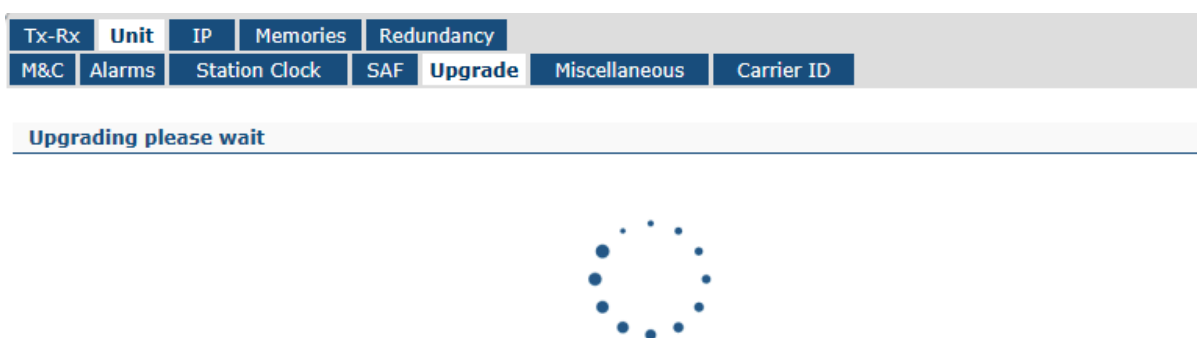 Tx-Rx Unit IP Memories Redundancy
M&C Alarms Station Clock SAF Upgrade Miscellaneous Carrier ID
Upgrading please wait